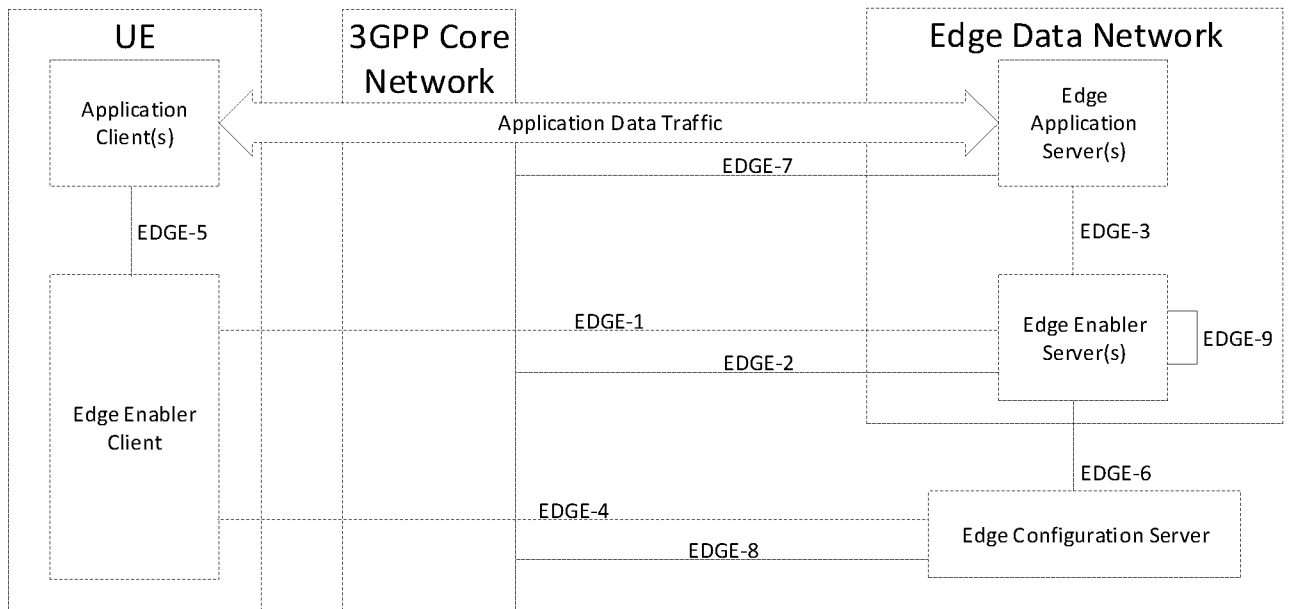 UE
3GPP Core
Network
Edge Data Network
Application
Client(s)
Edge
Application
Server(s)
Application Data Traffic
EDGE-7
EDGE-5
EDGE-3
EDGE-1
Edge Enabler
Server(s)
EDGE-9
EDGE-2
Edge Enabler
Client
EDGE-6
EDGE-4
Edge Configuration Server
EDGE-8